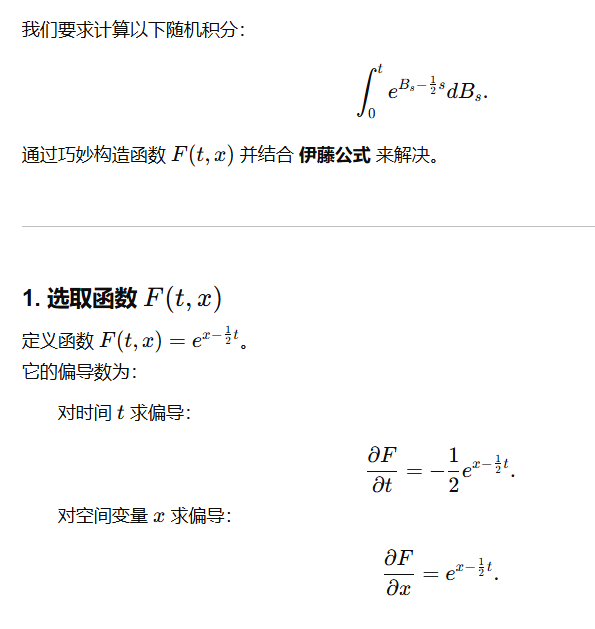 我们要求计算以下随机积分：
$$\int_0^t e^{B_s-\frac{1}{2}s}dB_s.$$
通过巧妙构造函数 $F(t,x)$ 并结合 伊藤公式 来解决。
1. 选取函数 $F(t,x)$
定义函数 $F(t,x)=e^{x-\frac{1}{2}t}$。
它的偏导数为：
对时间 $t$ 求偏导：
$$\frac{\partial F}{\partial t}=-\frac{1}{2}e^{x-\frac{1}{2}t}.$$
对空间变量 $x$ 求偏导：
$$\frac{\partial F}{\partial x}=e^{x-\frac{1}{2}t}.$$